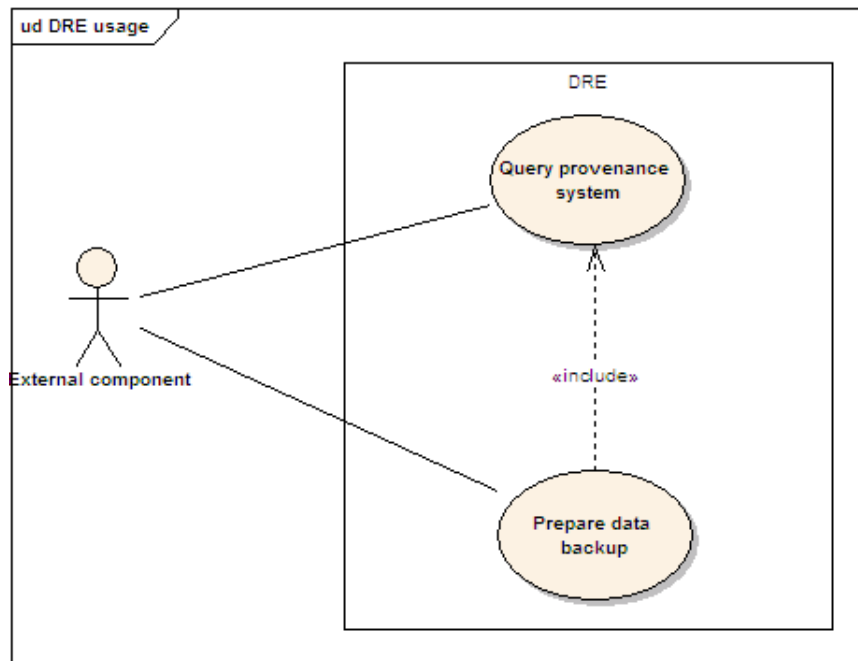 ud DRE usage
DRE
Query provenance
system
External component
«include»
Prepare data
backup